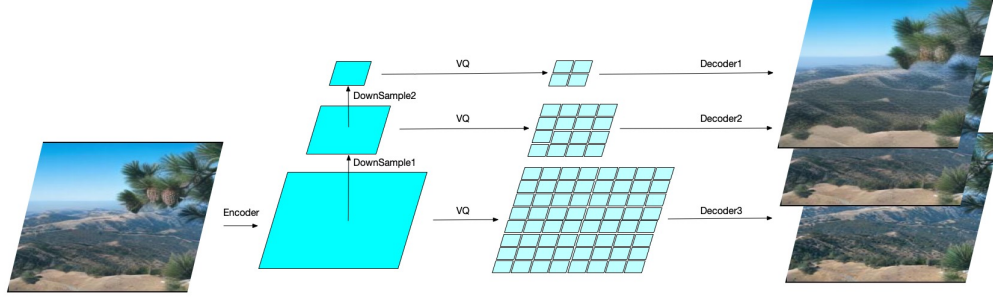 VQ
Decoder1
DownSample2
VQ
Decoder2
DownSample1
Encoder
VQ
Decoder3